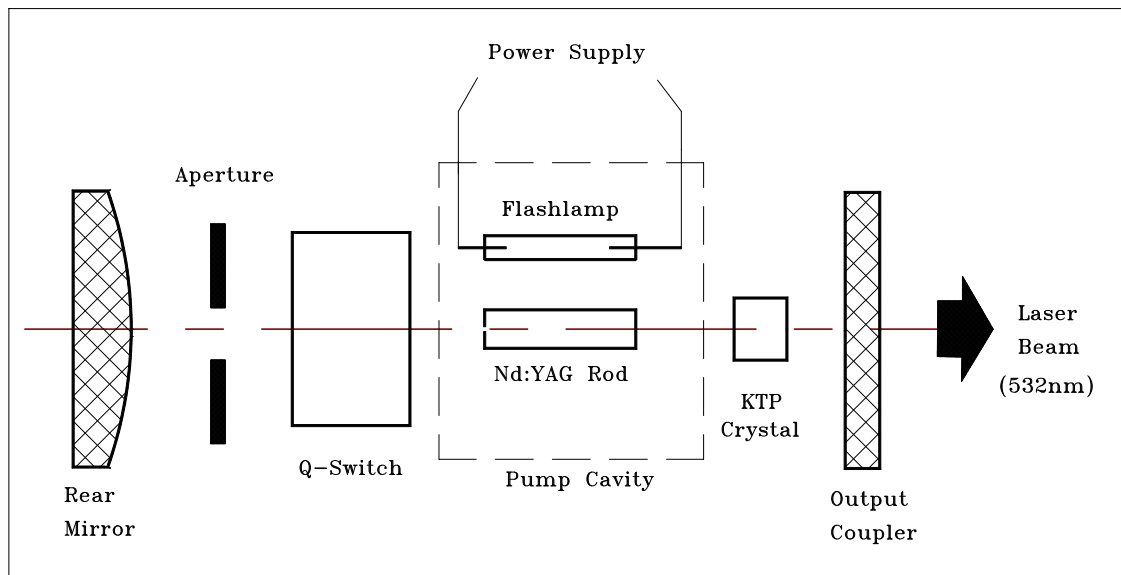 Power Supply
Aperture
Flashlamp
Laser
Beam
(532nm)
Nd:YAG Rod
KTP
Crystal
Q-Switch
Pump Cavity
Rear
Mirror
Output
Coupler